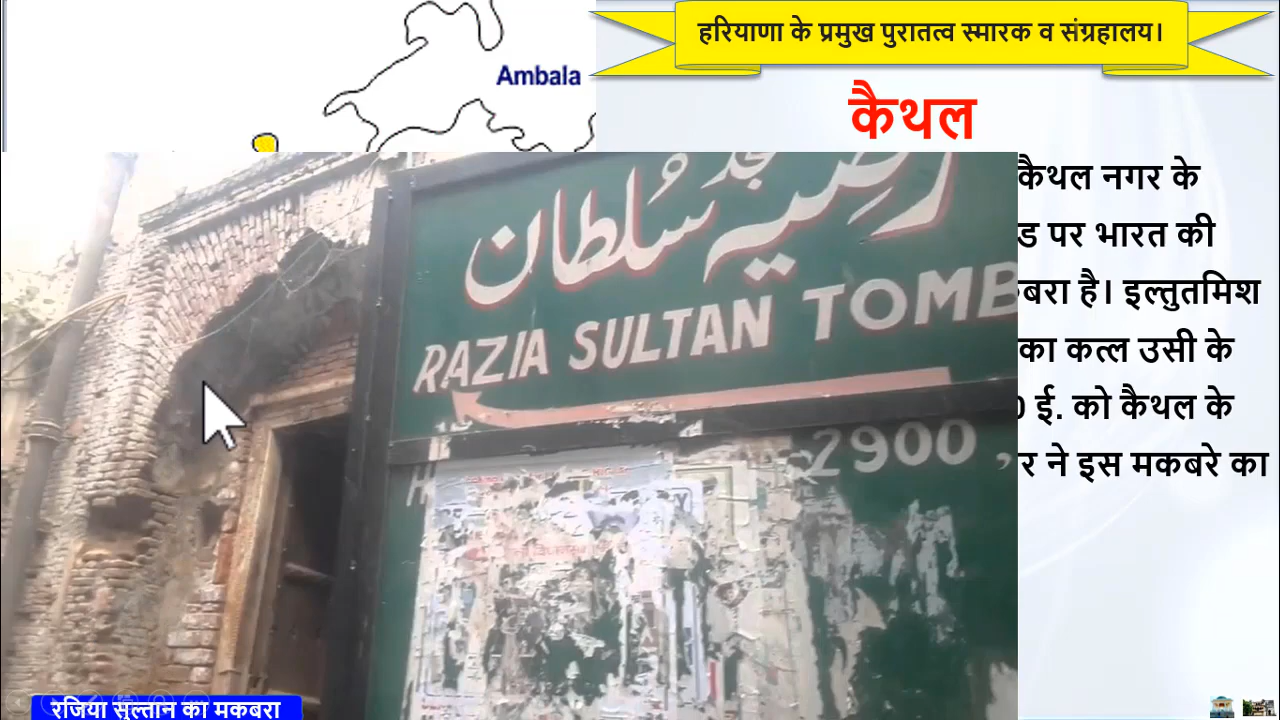 हरियाणा के प्रमुख पुरातत्व स्मारक व संग्रहालय।
Ambala
कैथल
कैथल नगर के
ड पर भारत की
बरा है। इल्तुतमिश
का कत्ल उसी के
ई. को कैथल के
र ने इस मकबरे का
رضیہ سُلطان
RAZIA SULTAN TOMB
2900,
रजिया सुल्तान का मकबरा